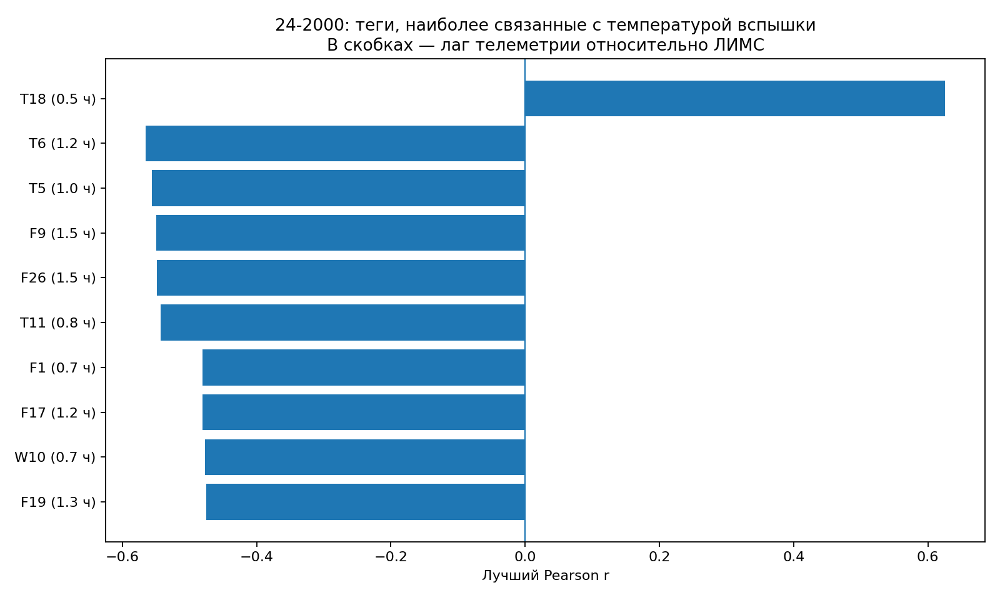 24-2000: теги, наиболее связанные с температурой вспышки
В скобках — лаг телеметрии относительно ЛИМС
T18 (0.5 ч)
T6 (1.2 ч)
T5 (1.0 ч)
F9 (1.5 ч)
F26 (1.5 ч)
T11 (0.8 ч)
F1 (0.7 ч)
F17 (1.2 ч)
W10 (0.7 ч)
F19 (1.3 ч)
−0.6 −0.4 −0.2 0.0 0.2 0.4 0.6
Лучший Pearson r